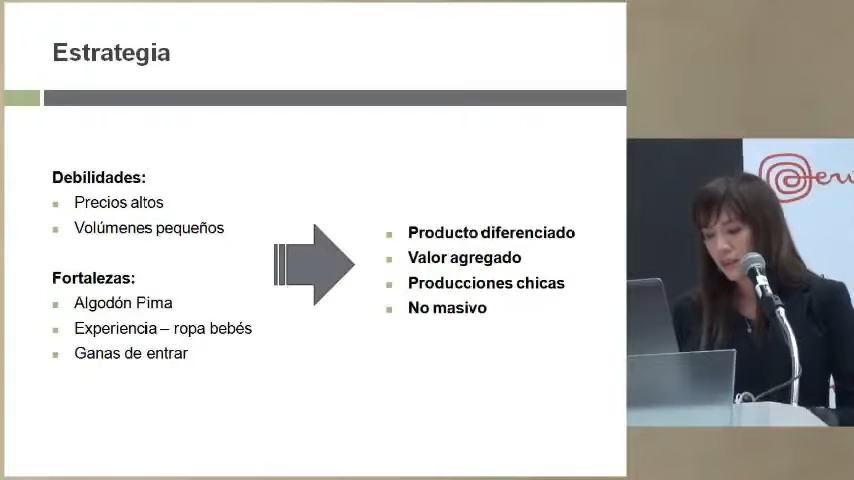 Estrategia
Debilidades:
Precios altos
Volúmenes pequeños
Fortalezas:
Algodón Pima
Experiencia – ropa bebés
Ganas de entrar
Producto diferenciado
Valor agregado
Producciones chicas
No masivo
Perú